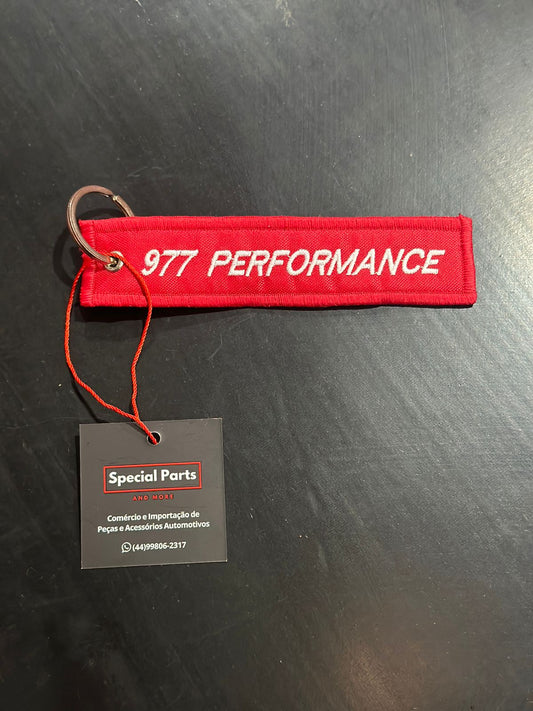 977 PERFORMANCE
Special Parts
AND MORE
Comércio e Importação de
Peças e Acessórios Automotivos
(44)99806-2317